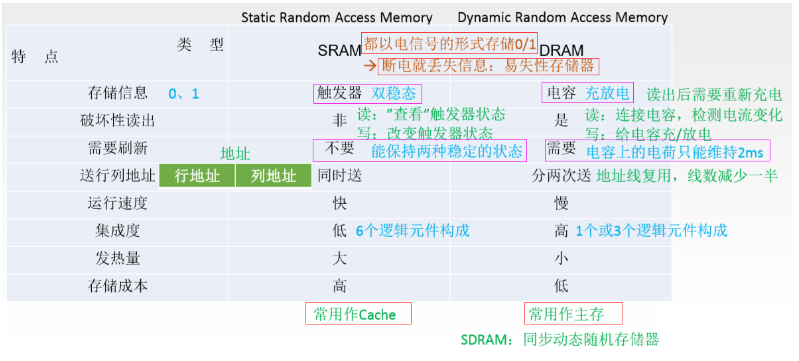 Static Random Access Memory Dynamic Random Access Memory
特 点 类 型 SRAM 都以电信号的形式存储0/1 DRAM
→断电就丢失信息：易失性存储器
存储信息 0、1 触发器 双稳态 电容 充放电 读出后需要重新充电
破坏性读出 非 读："查看"触发器状态 是 读：连接电容，检测电流变化
写：改变触发器状态 写：给电容充/放电
需要刷新 地址 不要 能保持两种稳定的状态 需要 电容上的电荷只能维持2ms
送行列地址 行地址 列地址 同时送 分两次送 地址线复用，线数减少一半
运行速度 快 慢
集成度 低 6个逻辑元件构成 高 1个或3个逻辑元件构成
发热量 大 小
存储成本 高 低
常用作Cache 常用作主存
SDRAM：同步动态随机存储器